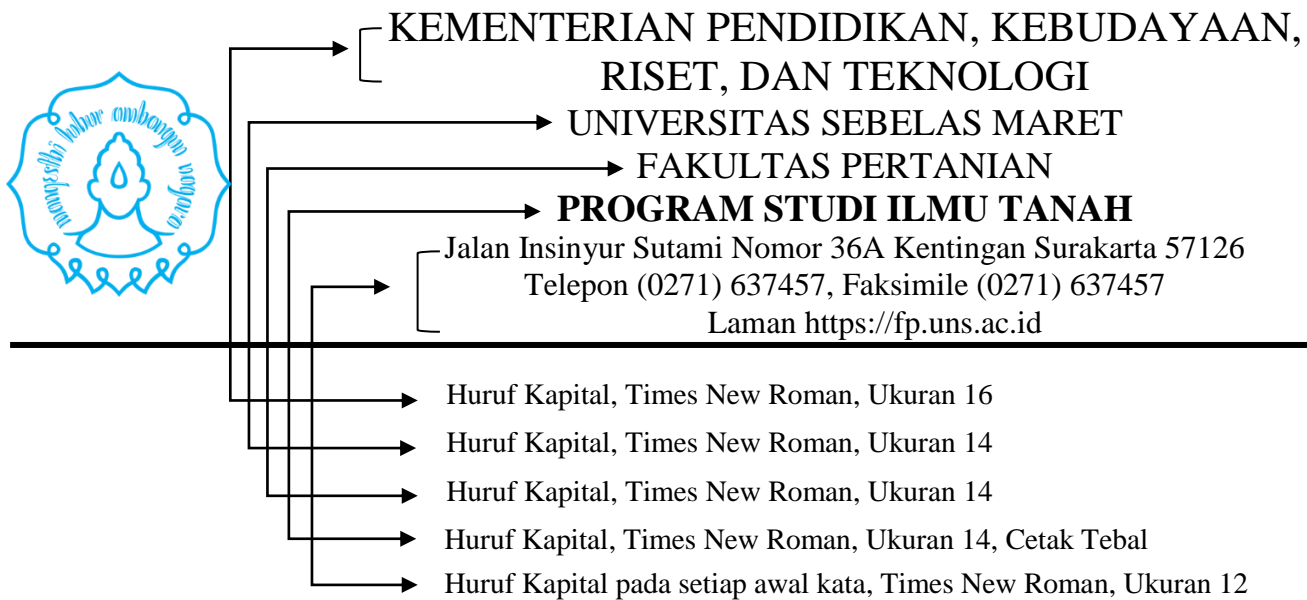 KEMENTERIAN PENDIDIKAN, KEBUDAYAAN,
RISET, DAN TEKNOLOGI
UNIVERSITAS SEBELAS MARET
FAKULTAS PERTANIAN
PROGRAM STUDI ILMU TANAH
Jalan Insinyur Sutami Nomor 36A Kentingan Surakarta 57126
Telepon (0271) 637457, Faksimile (0271) 637457
Laman https://fp.uns.ac.id
Huruf Kapital, Times New Roman, Ukuran 16
Huruf Kapital, Times New Roman, Ukuran 14
Huruf Kapital, Times New Roman, Ukuran 14
Huruf Kapital, Times New Roman, Ukuran 14, Cetak Tebal
Huruf Kapital pada setiap awal kata, Times New Roman, Ukuran 12